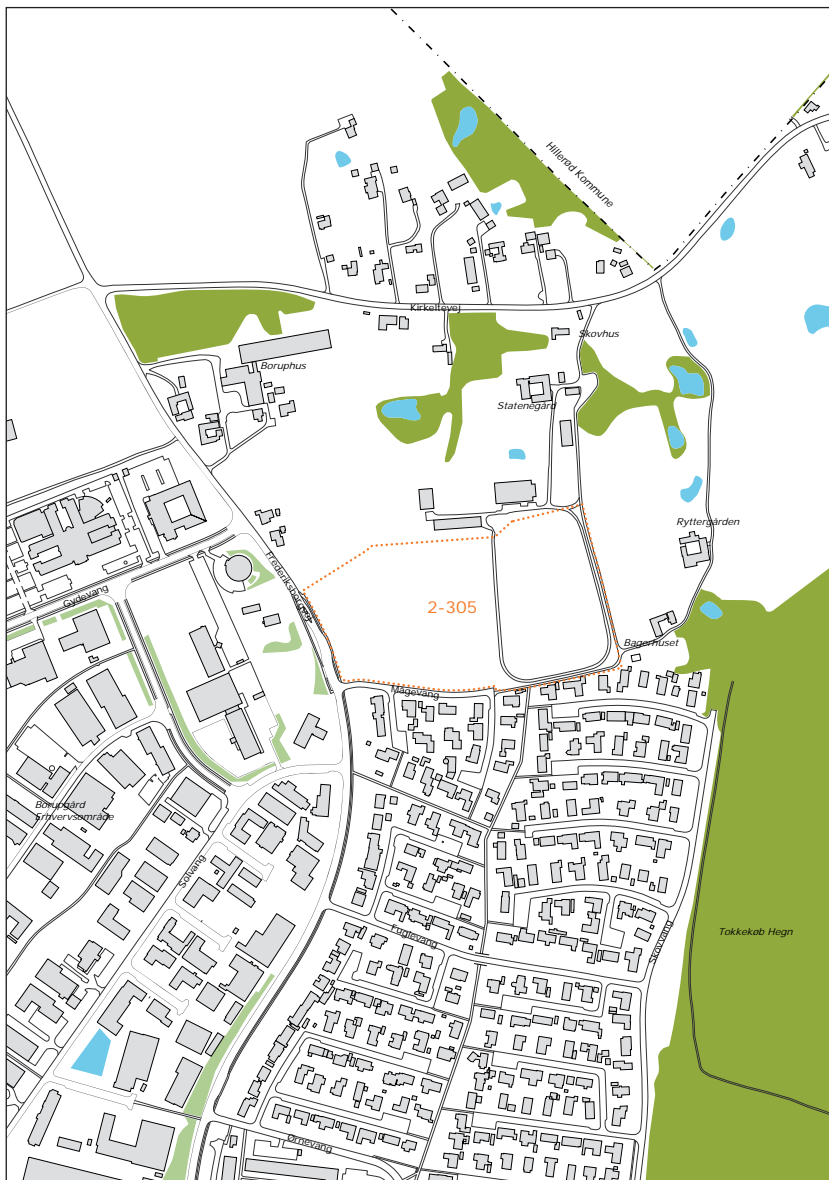 Hillerød Kommune
Kirkeltevej
Skovhus
Boruphus
Statenegård
Ryttergården
Gydevang
2-305
Bagerhuset
Mågevang
Borupgård
Erhvervsområde
Solvang
Fuglevang
Skovvang
Tokkekøb Hegn
Ørnevang